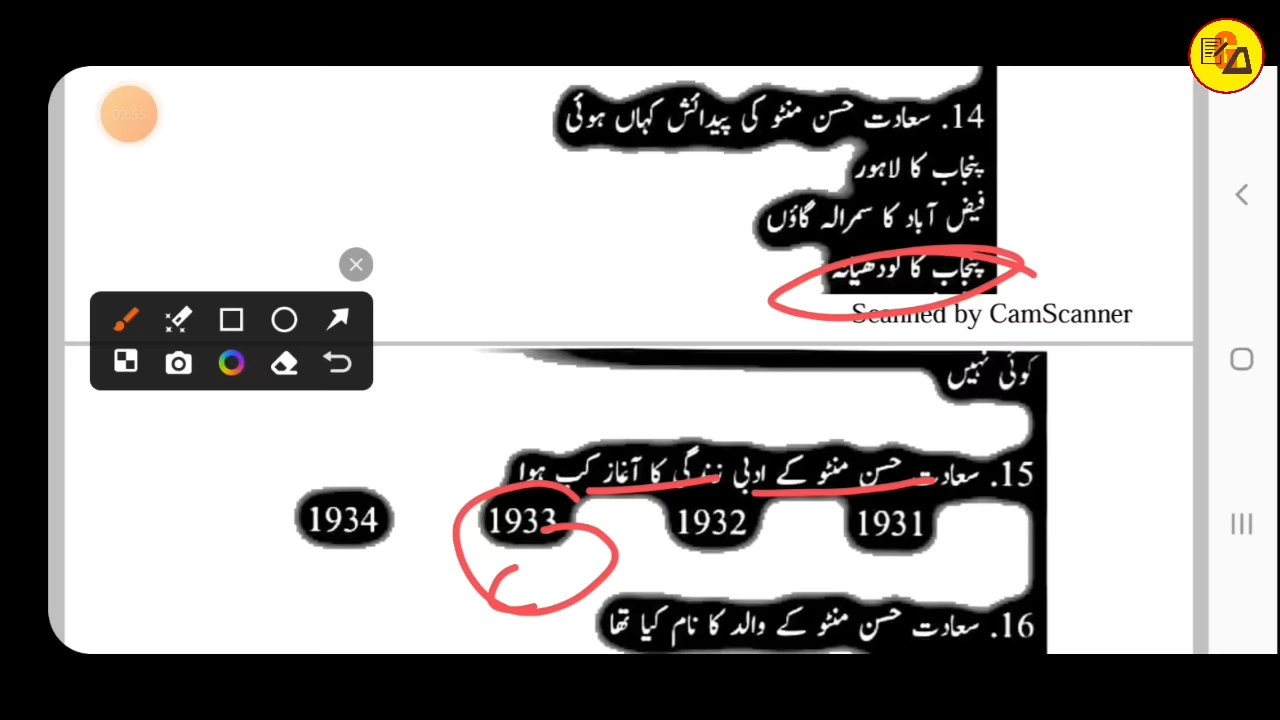 02:55
14. سعادت حسن منٹو کی پیدائش کہاں ہوئی
پنجاب کا لاہور
فیض آباد کا سمرالہ گاؤں
پنجاب کا لودھیانہ
Scanned by CamScanner
کوئی نہیں
15. سعادت حسن منٹو کے ادبی زندگی کا آغاز کب ہوا
1931 1932 1933 1934
16. سعادت حسن منٹو کے والد کا نام کیا تھا